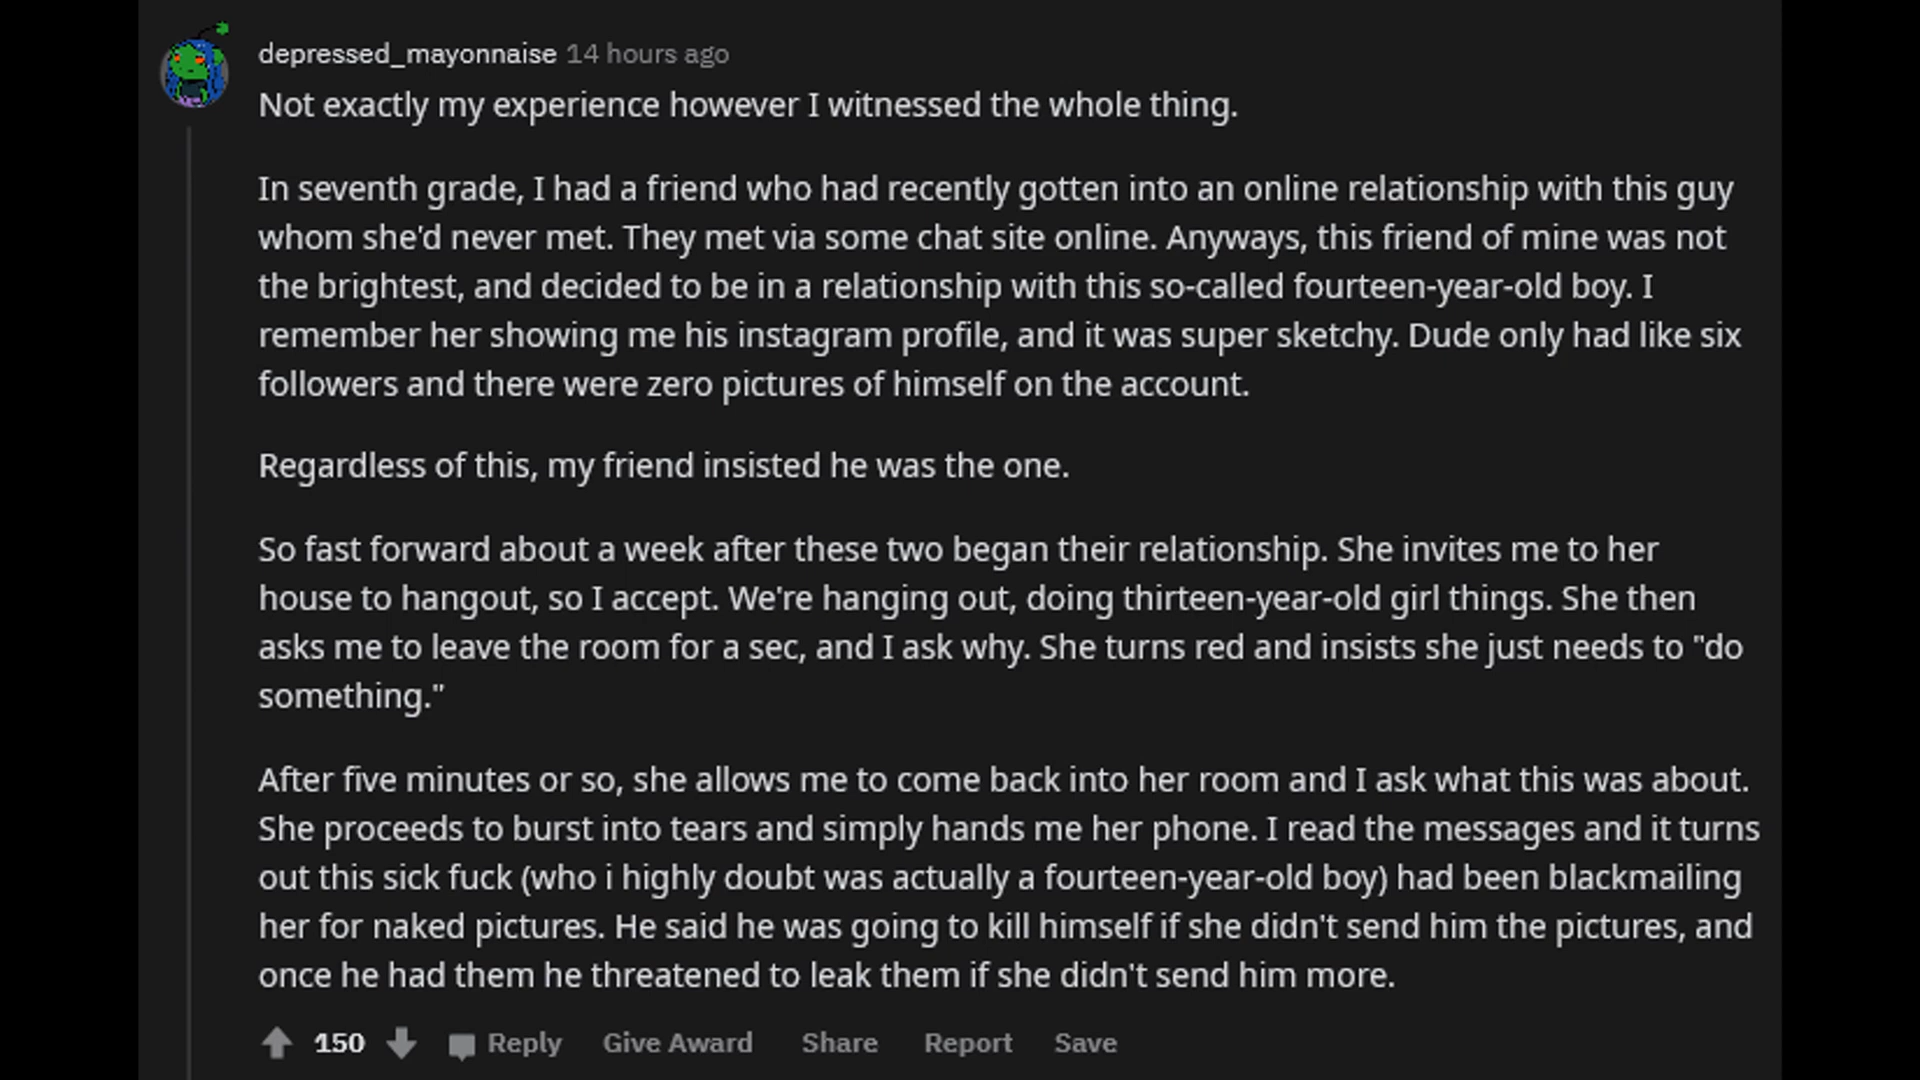 depressed_mayonnaise 14 hours ago
Not exactly my experience however I witnessed the whole thing.
In seventh grade, I had a friend who had recently gotten into an online relationship with this guy
whom she'd never met. They met via some chat site online. Anyways, this friend of mine was not
the brightest, and decided to be in a relationship with this so-called fourteen-year-old boy. I
remember her showing me his instagram profile, and it was super sketchy. Dude only had like six
followers and there were zero pictures of himself on the account.
Regardless of this, my friend insisted he was the one.
So fast forward about a week after these two began their relationship. She invites me to her
house to hangout, so I accept. We're hanging out, doing thirteen-year-old girl things. She then
asks me to leave the room for a sec, and I ask why. She turns red and insists she just needs to "do
something."
After five minutes or so, she allows me to come back into her room and I ask what this was about.
She proceeds to burst into tears and simply hands me her phone. I read the messages and it turns
out this sick fuck (who i highly doubt was actually a fourteen-year-old boy) had been blackmailing
her for naked pictures. He said he was going to kill himself if she didn't send him the pictures, and
once he had them he threatened to leak them if she didn't send him more.
150 Reply Give Award Share Report Save